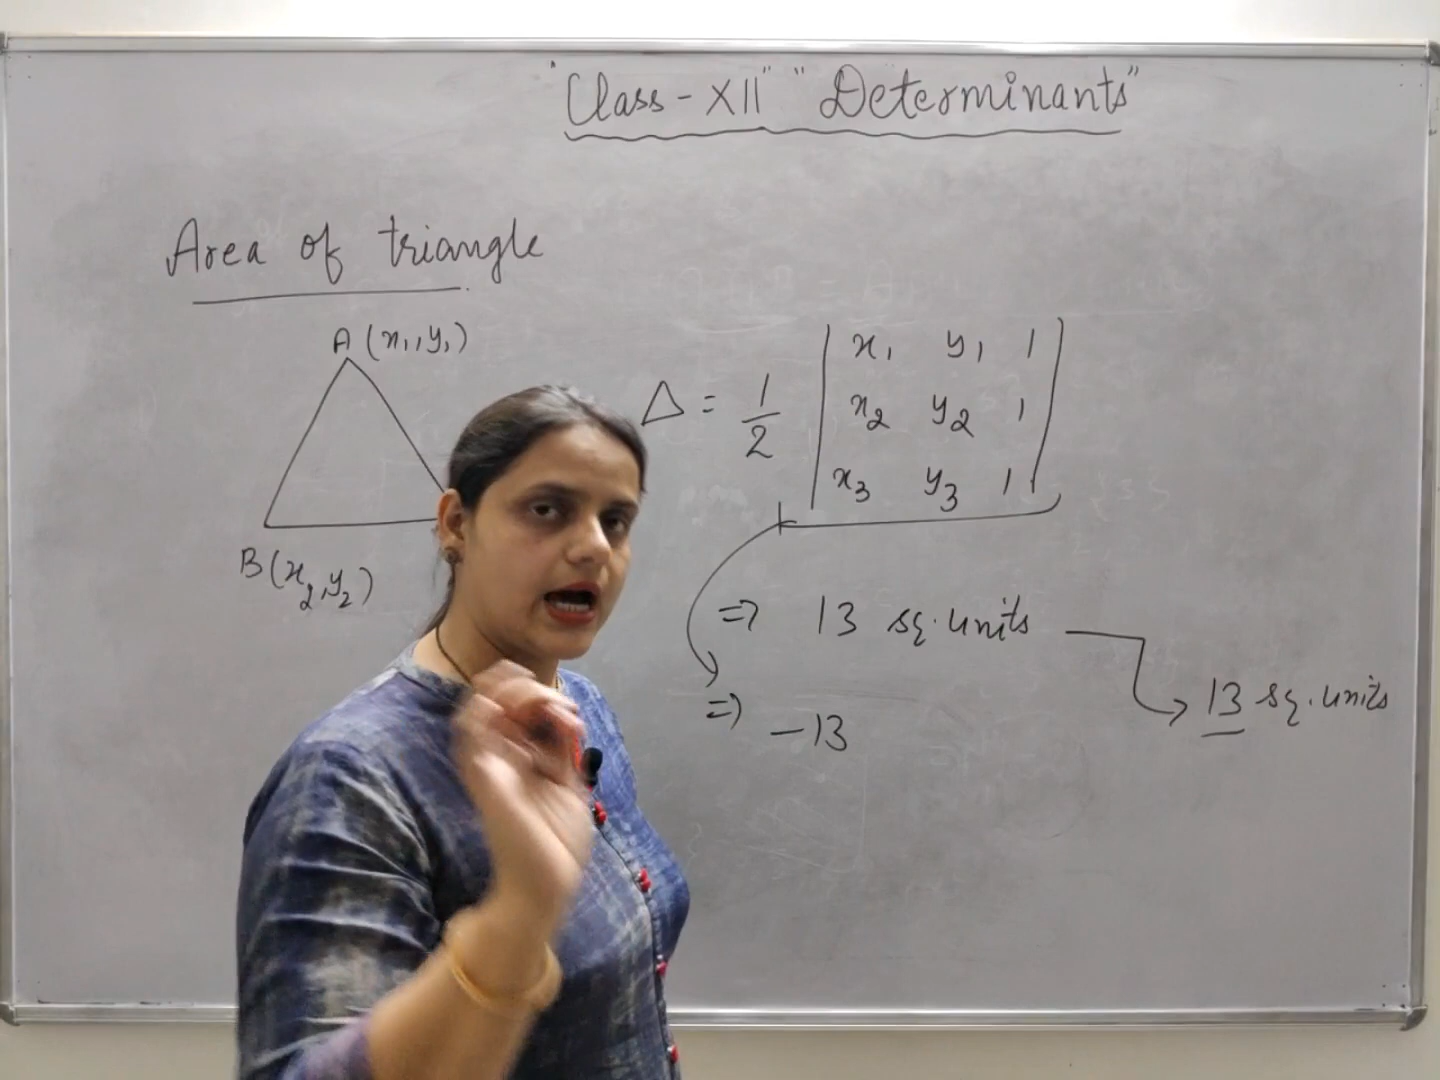 "Class-XII" "Determinants"
Area of triangle
A (x₁, y₁)
B (x₂, y₂)
Δ = 1/2 | x₁ y₁ 1 |
| x₂ y₂ 1 |
| x₃ y₃ 1 |
=> 13 sq. units
=> -13
→ 13 sq. units